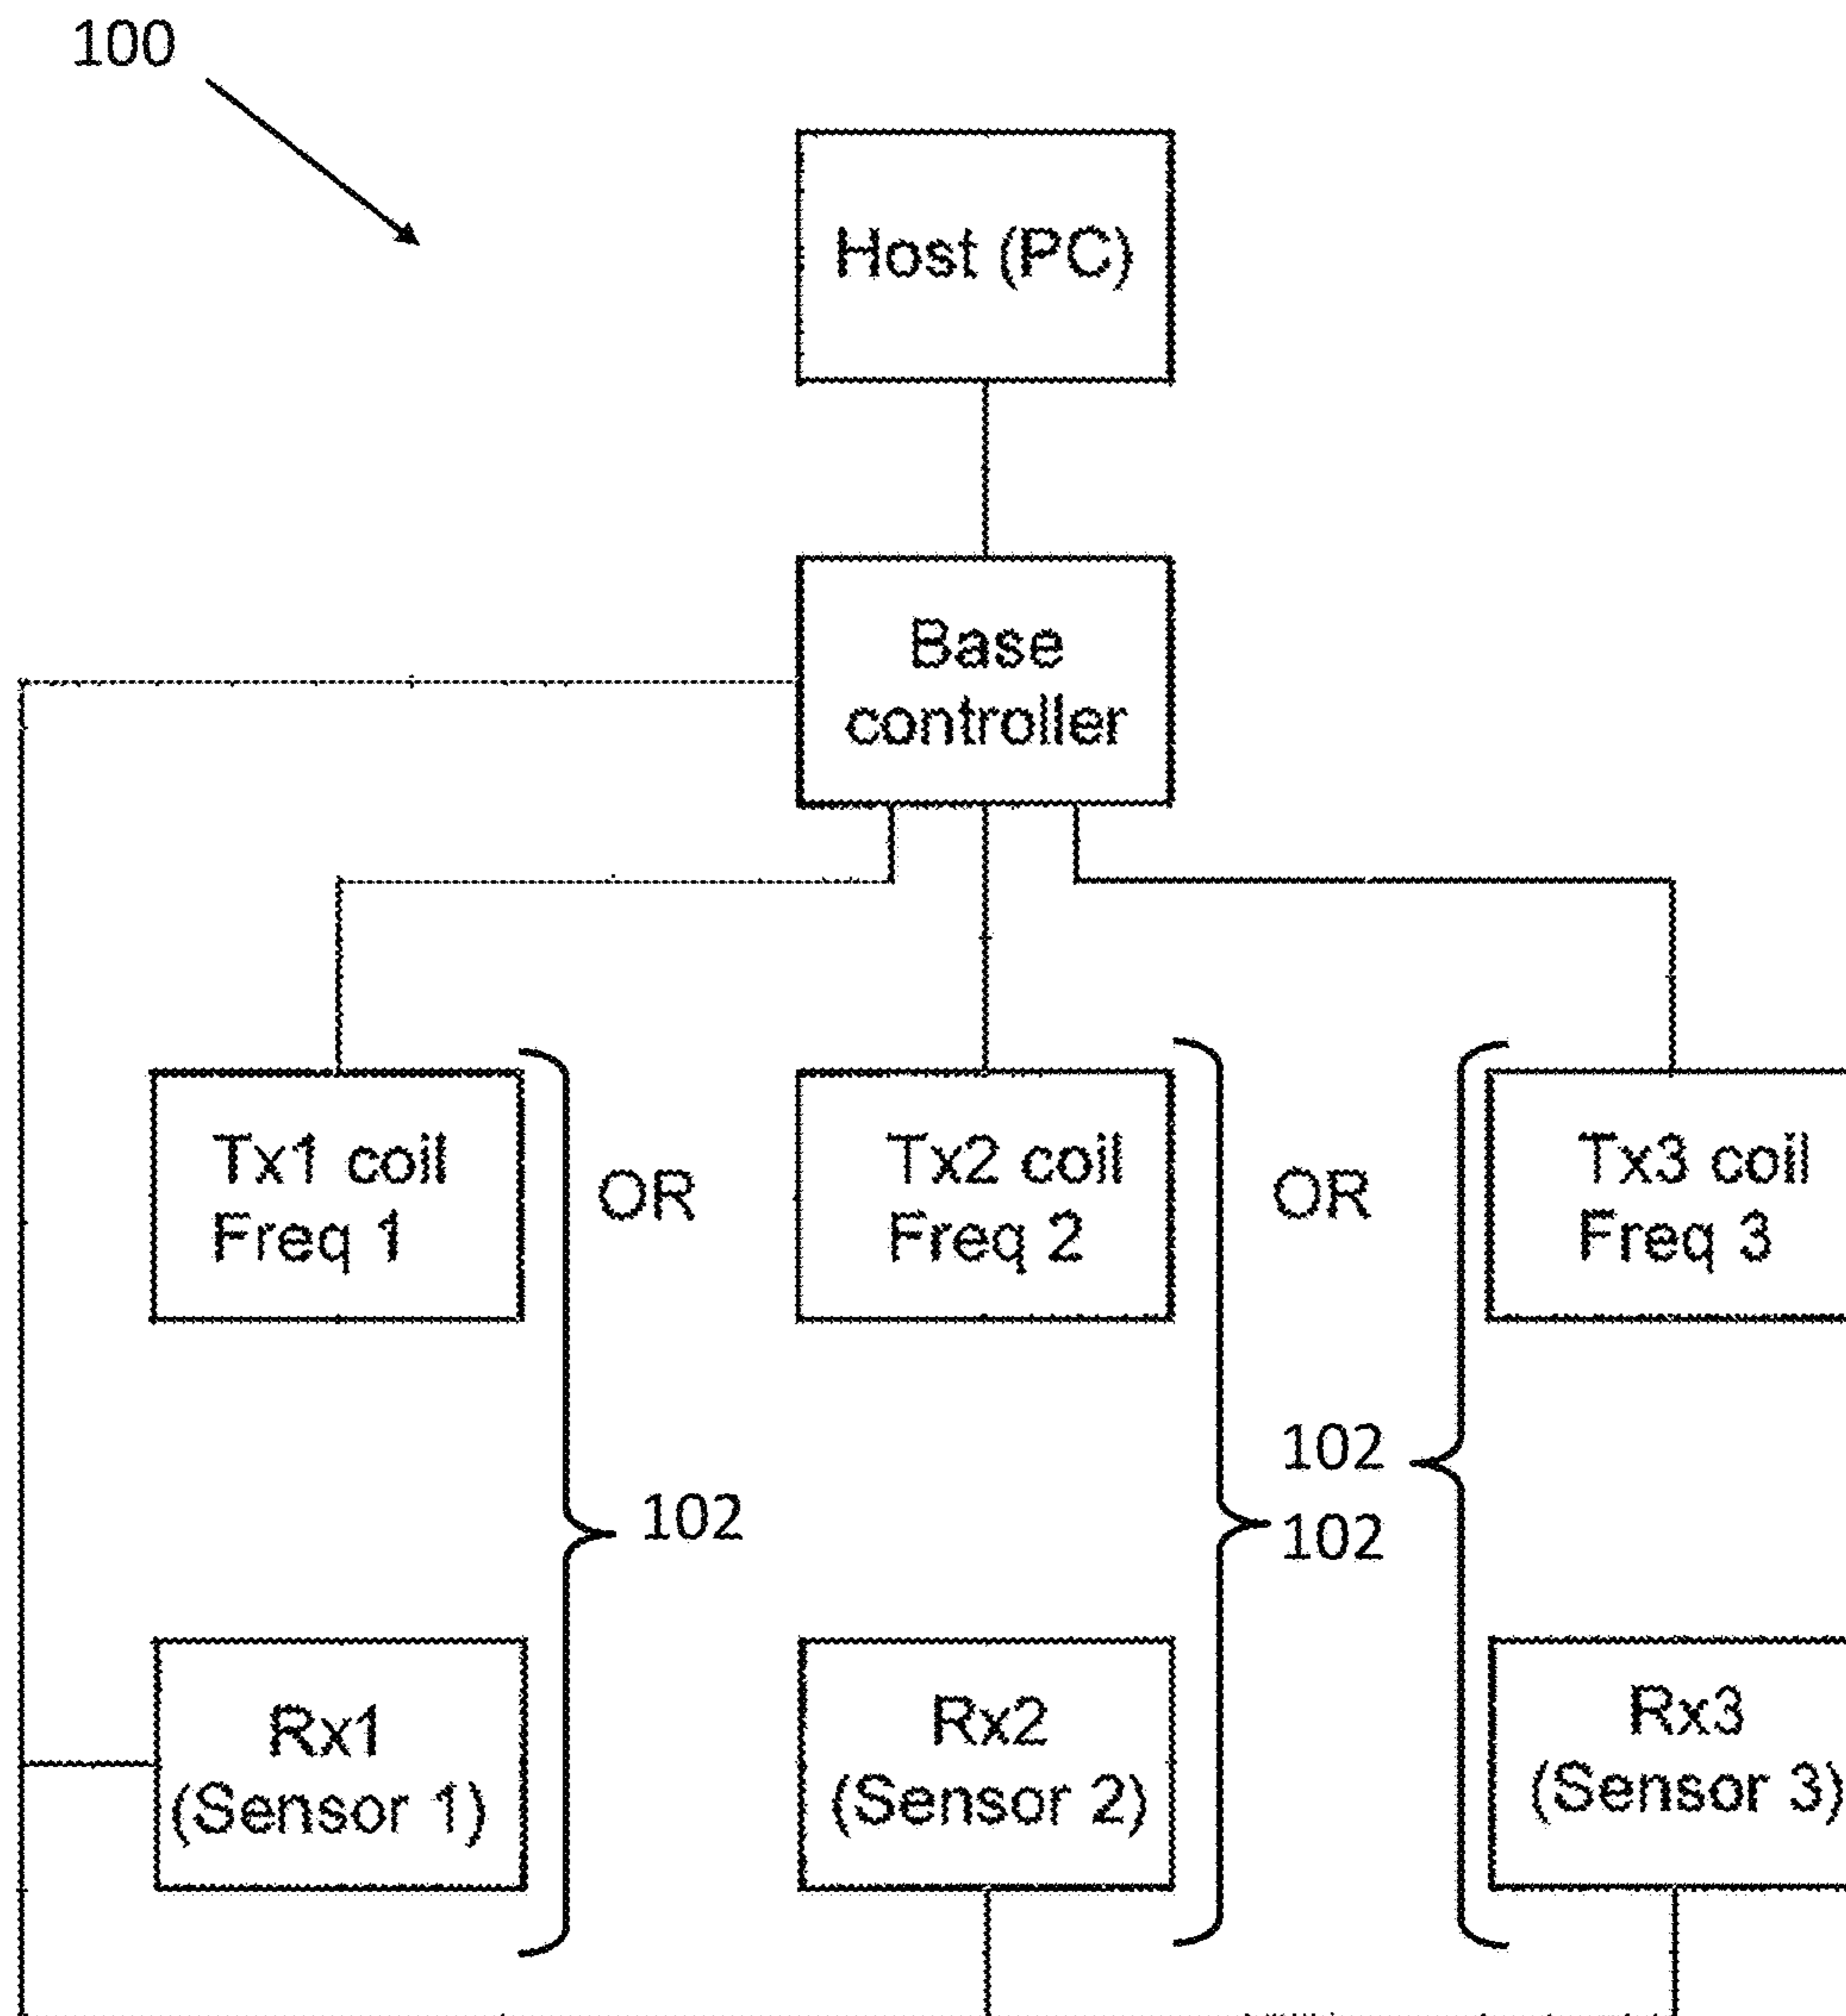 100
Host (PC)
Base
controller
Tx1 coil
Freq 1
OR
Tx2 coil
Freq 2
OR
Tx3 coil
Freq 3
102
102
102
Rx1
(Sensor 1)
Rx2
(Sensor 2)
Rx3
(Sensor 3)